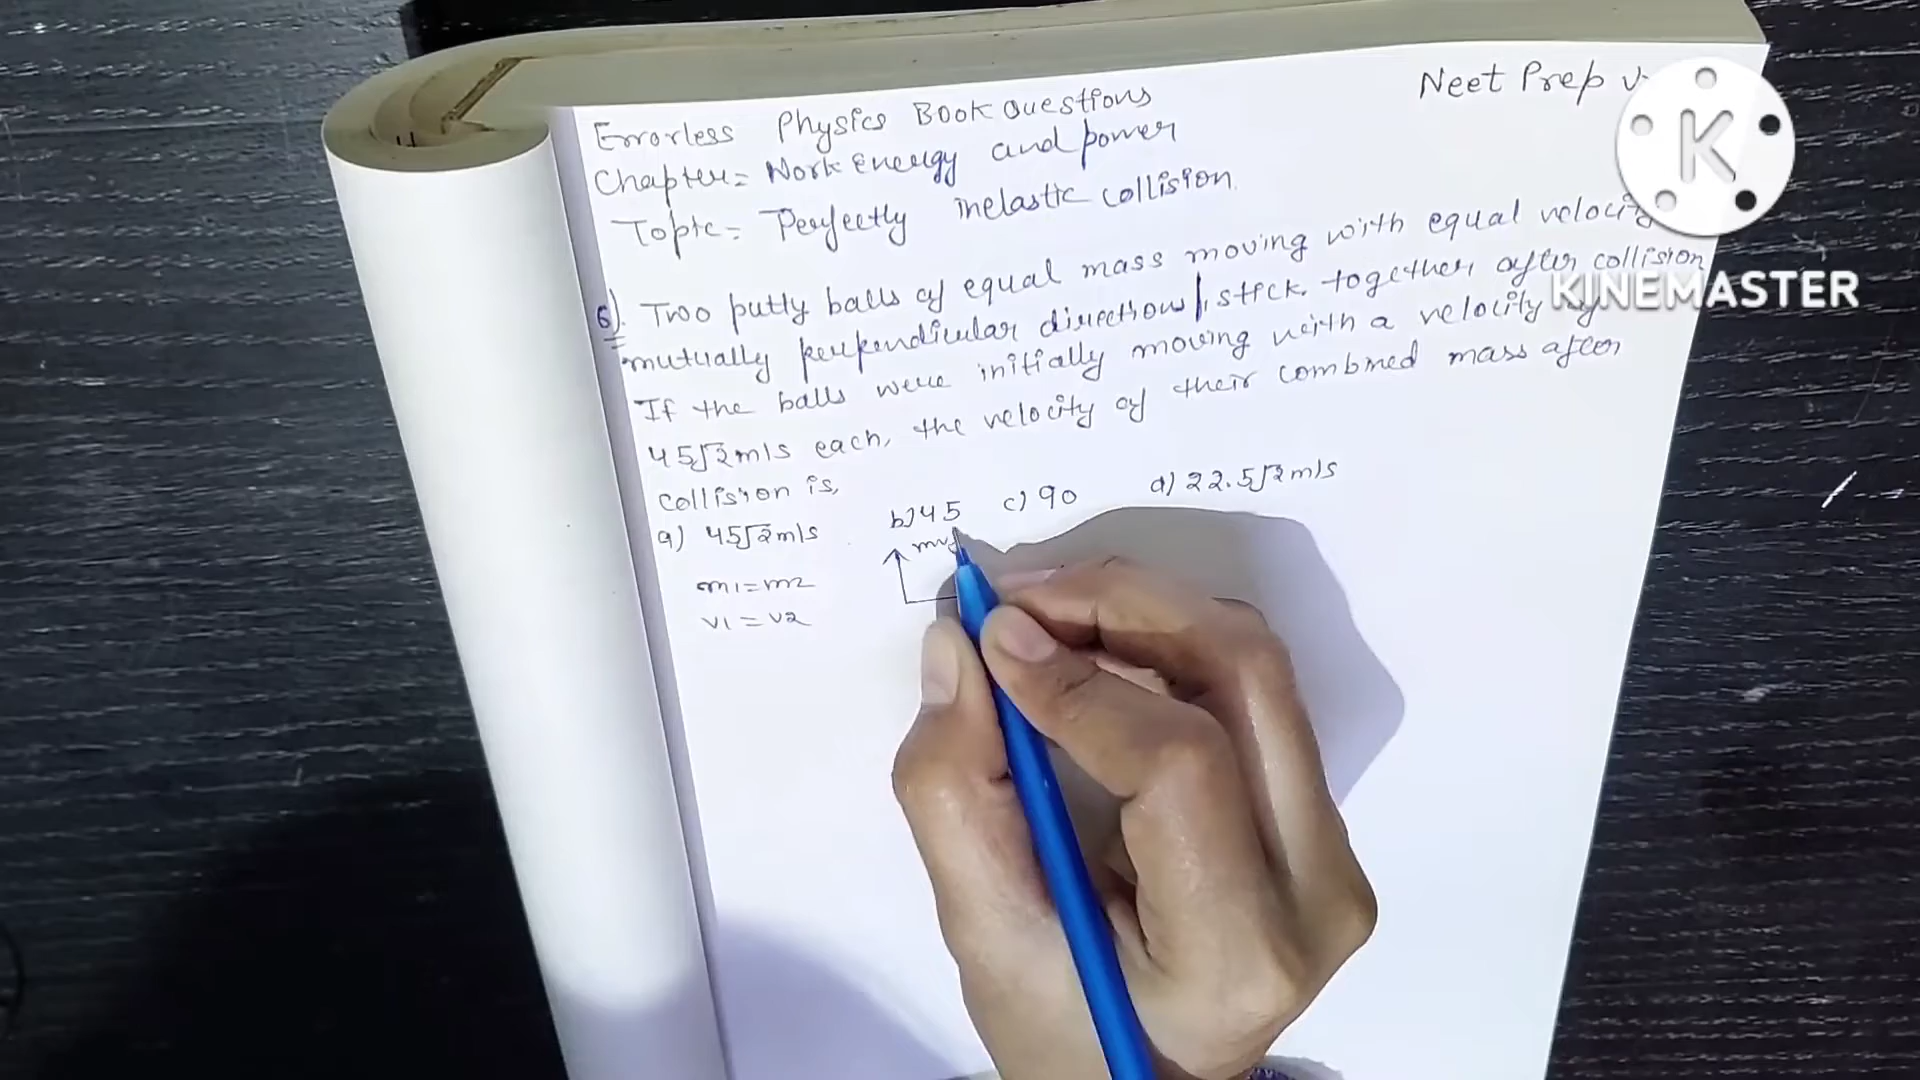 Neet Prep
Errorless Physics Book Questions
Chapter = Work Energy and power
Topic = Perfectly inelastic collision
K
KINEMASTER
6). Two putty balls of equal mass moving with equal velocity
mutually perpendicular directions, stick together after collision
If the balls were initially moving with a velocity
45√2 m/s each, the velocity of their combined mass after
collision is,
a) 45√2 m/s b) 45 c) 90 d) 22.5√2 m/s
m1 = m2
v1 = v2